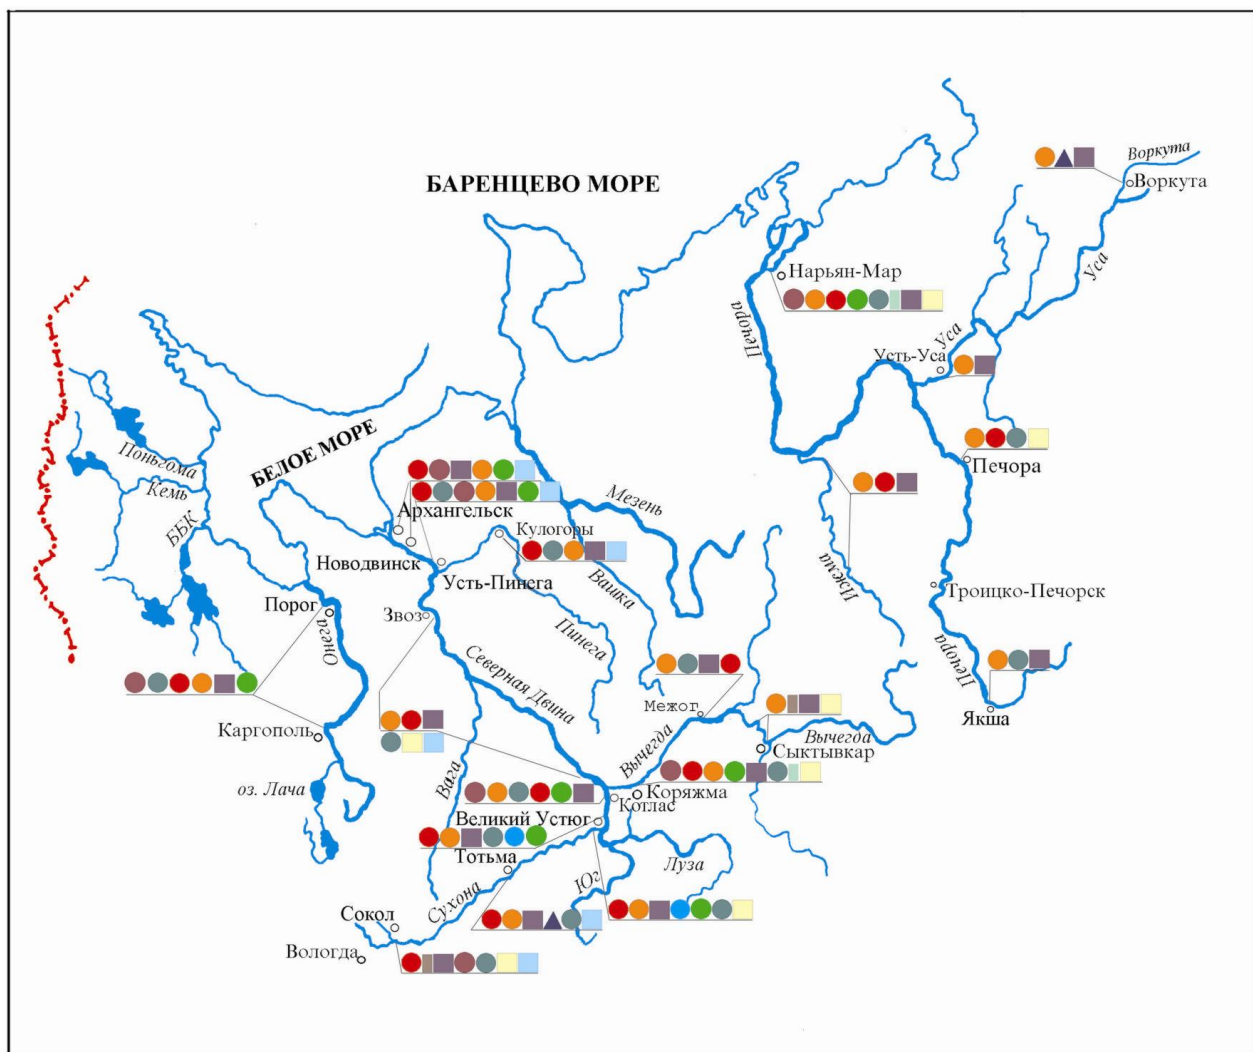 Воркута
БАРЕНЦЕВО МОРЕ
Воркута
Уса
Нарьян-Мар
Печора
Уса
Усть-Уса
БЕЛОЕ МОРЕ
Поньгома
Печора
Кемь
Мезень
Архангельск
ББК
Кулогоры
Новодвинск
Усть-Пинега
Вашка
Ижма
Троицко-Печорск
Порог
Звоз
Онега
Пинега
Северная Двина
Печора
Межог
Якша
Каргополь
Вычегда
Сыктывкар
Вычегда
оз. Лача
Вага
Коряжма
Котлас
Великий Устюг
Тотьма
Луза
Юг
Сухона
Сокол
Вологда